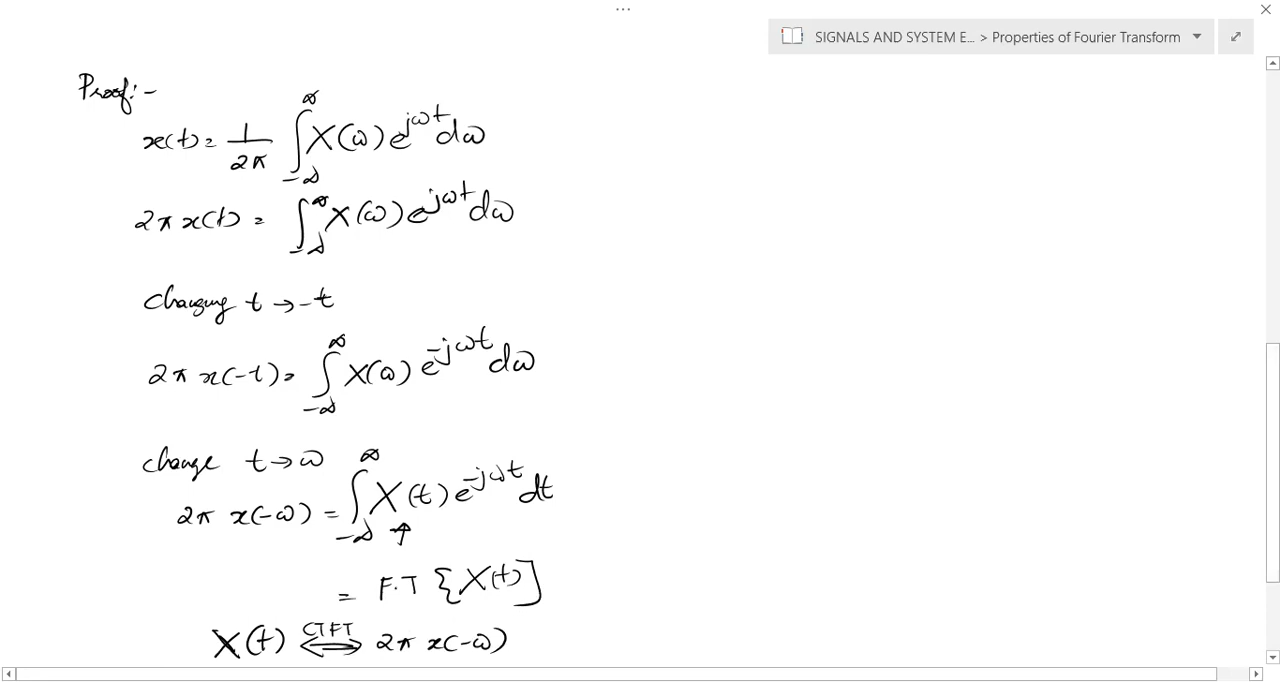 ...
SIGNALS AND SYSTEM E... > Properties of Fourier Transform
Proof:-
x(t) = 1/2π ∫_{-∞}^{∞} X(ω) e^{jωt} dω
2π x(t) = ∫_{-∞}^{∞} X(ω) e^{jωt} dω
changing t → -t
2π x(-t) = ∫_{-∞}^{∞} X(ω) e^{-jωt} dω
change t → ω
2π x(-ω) = ∫_{-∞}^{∞} X(t) e^{-jωt} dt
↑
= F.T {X(t)]
X(t) <=CTFT=> 2π x(-ω)